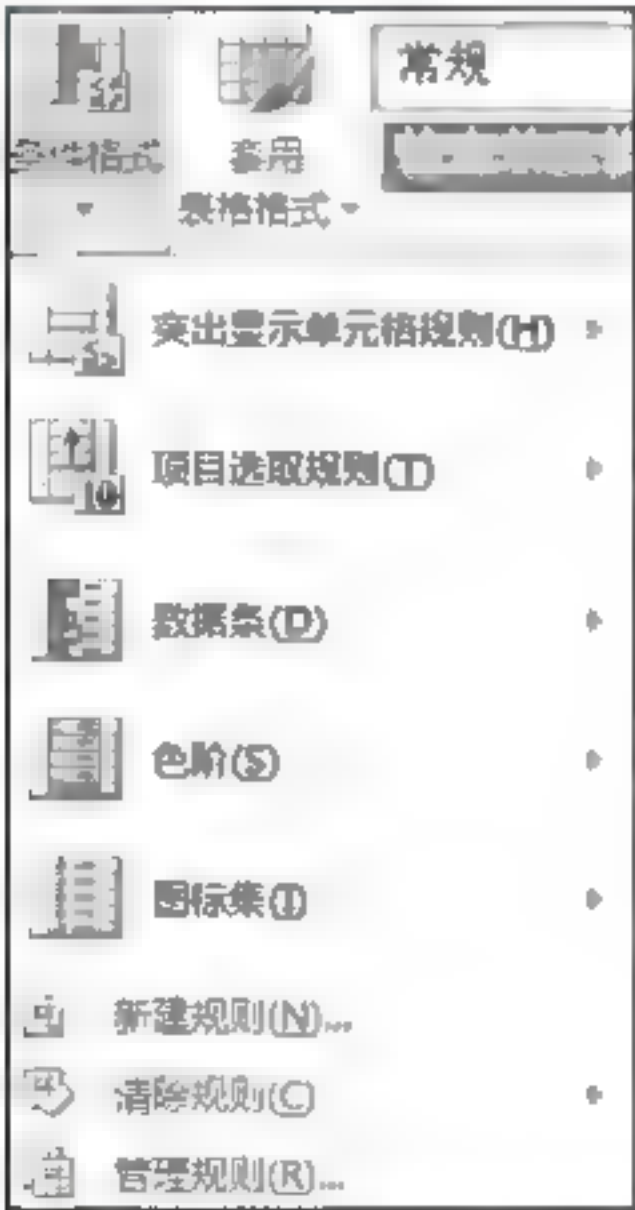 常规
条件格式
套用
表格格式
突出显示单元格规则(H)
项目选取规则(T)
数据条(D)
色阶(S)
图标集(I)
新建规则(N)...
清除规则(C)
管理规则(R)...